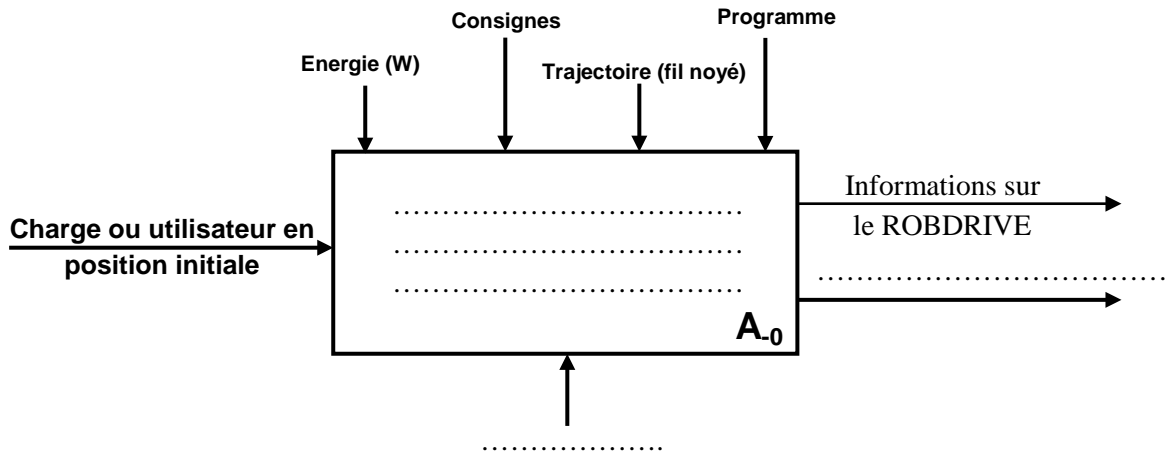 Consignes
Programme
Energie (W)
Trajectoire (fil noyé)
Charge ou utilisateur en
position initiale
Informations sur
le ROBDRIVE
…………………………………
……………………………………
……………………………………
……………………………………
A-0
…………………